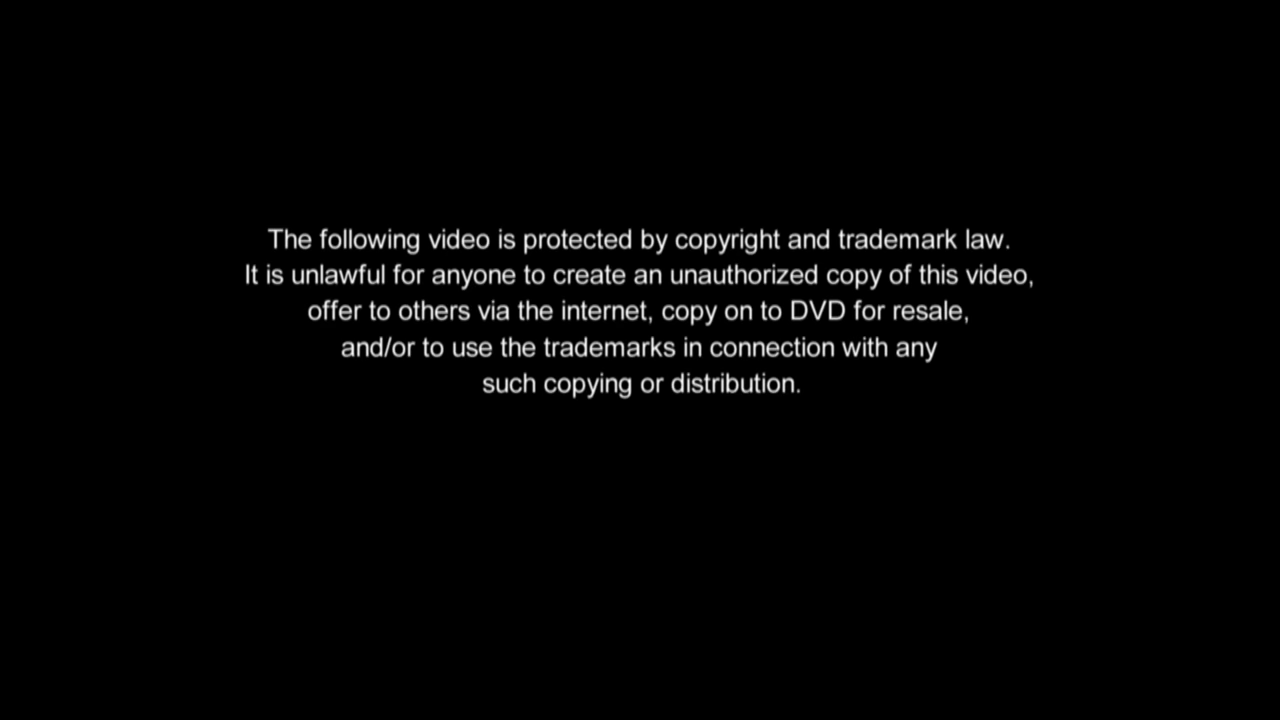 The following video is protected by copyright and trademark law.
It is unlawful for anyone to create an unauthorized copy of this video,
offer to others via the internet, copy on to DVD for resale,
and/or to use the trademarks in connection with any
such copying or distribution.